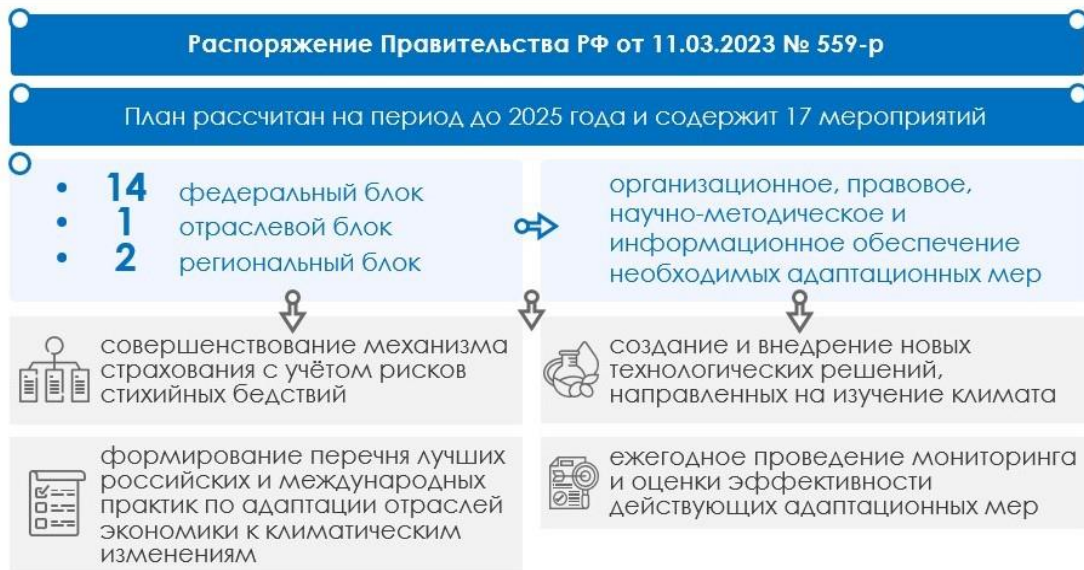 Распоряжение Правительства РФ от 11.03.2023 № 559-р
План рассчитан на период до 2025 года и содержит 17 мероприятий
• 14 федеральный блок
• 1 отраслевой блок
• 2 региональный блок
организационное, правовое,
научно-методическое и
информационное обеспечение
необходимых адаптационных мер
совершенствование механизма
страхования с учётом рисков
стихийных бедствий
создание и внедрение новых
технологических решений,
направленных на изучение климата
формирование перечня лучших
российских и международных
практик по адаптации отраслей
экономики к климатическим
изменениям
ежегодное проведение мониторинга
и оценки эффективности
действующих адаптационных мер